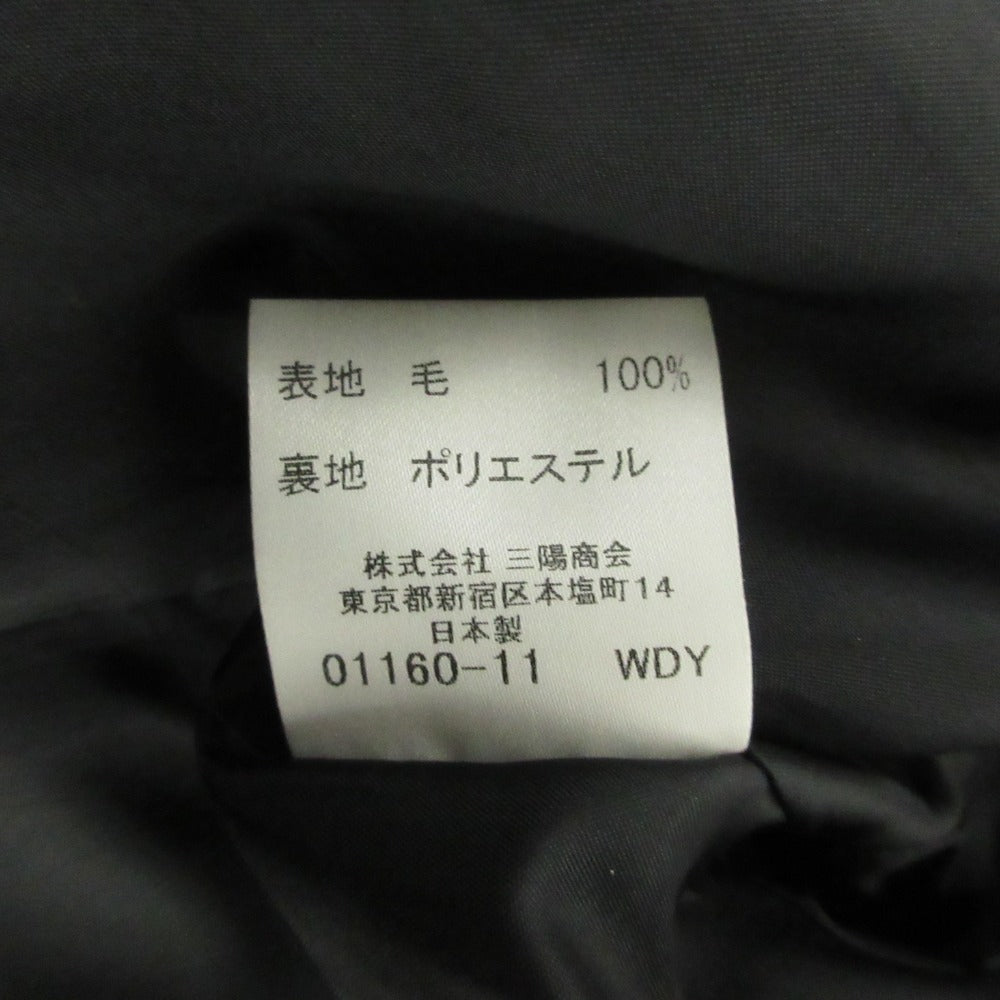 表地　毛　100%
裏地　ポリエステル
株式会社 三陽商会
東京都新宿区本塩町14
日本製
01160-11　WDY